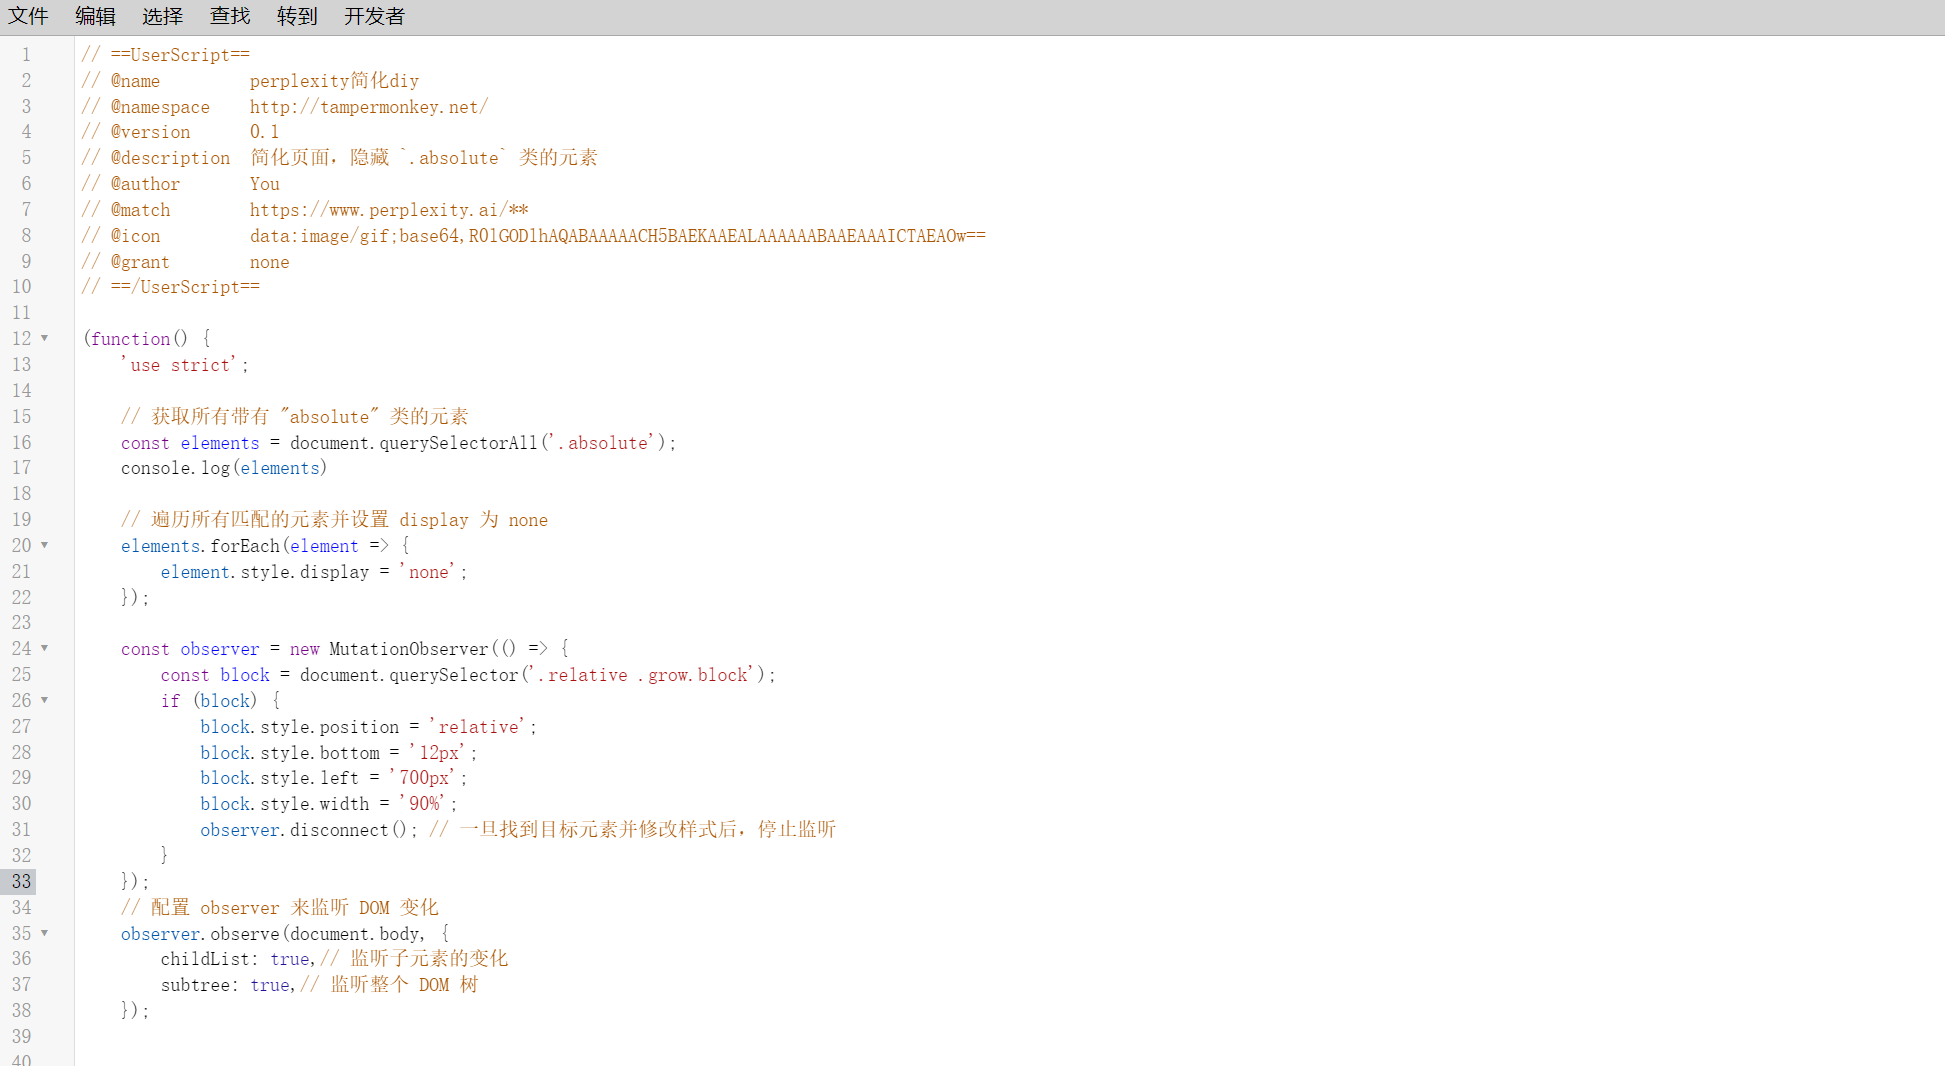 文件 编辑 选择 查找 转到 开发者
1 // ==UserScript==
2 // @name         perplexity简化diy
3 // @namespace    http://tampermonkey.net/
4 // @version      0.1
5 // @description  简化页面，隐藏 `.absolute` 类的元素
6 // @author       You
7 // @match        https://www.perplexity.ai/**
8 // @icon         data:image/gif;base64,R0lGODlhAQABAAAAACH5BAEKAAEALAAAAAABAAEAAAICTAEAOw==
9 // @grant        none
10 // ==/UserScript==
11
12 (function() {
13     'use strict';
14
15     // 获取所有带有 "absolute" 类的元素
16     const elements = document.querySelectorAll('.absolute');
17     console.log(elements)
18
19     // 遍历所有匹配的元素并设置 display 为 none
20     elements.forEach(element => {
21         element.style.display = 'none';
22     });
23
24     const observer = new MutationObserver(() => {
25         const block = document.querySelector('.relative .grow.block');
26         if (block) {
27             block.style.position = 'relative';
28             block.style.bottom = '12px';
29             block.style.left = '700px';
30             block.style.width = '90%';
31             observer.disconnect(); // 一旦找到目标元素并修改样式后，停止监听
32         }
33     });
34     // 配置 observer 来监听 DOM 变化
35     observer.observe(document.body, {
36         childList: true,// 监听子元素的变化
37         subtree: true,// 监听整个 DOM 树
38     });
39
40